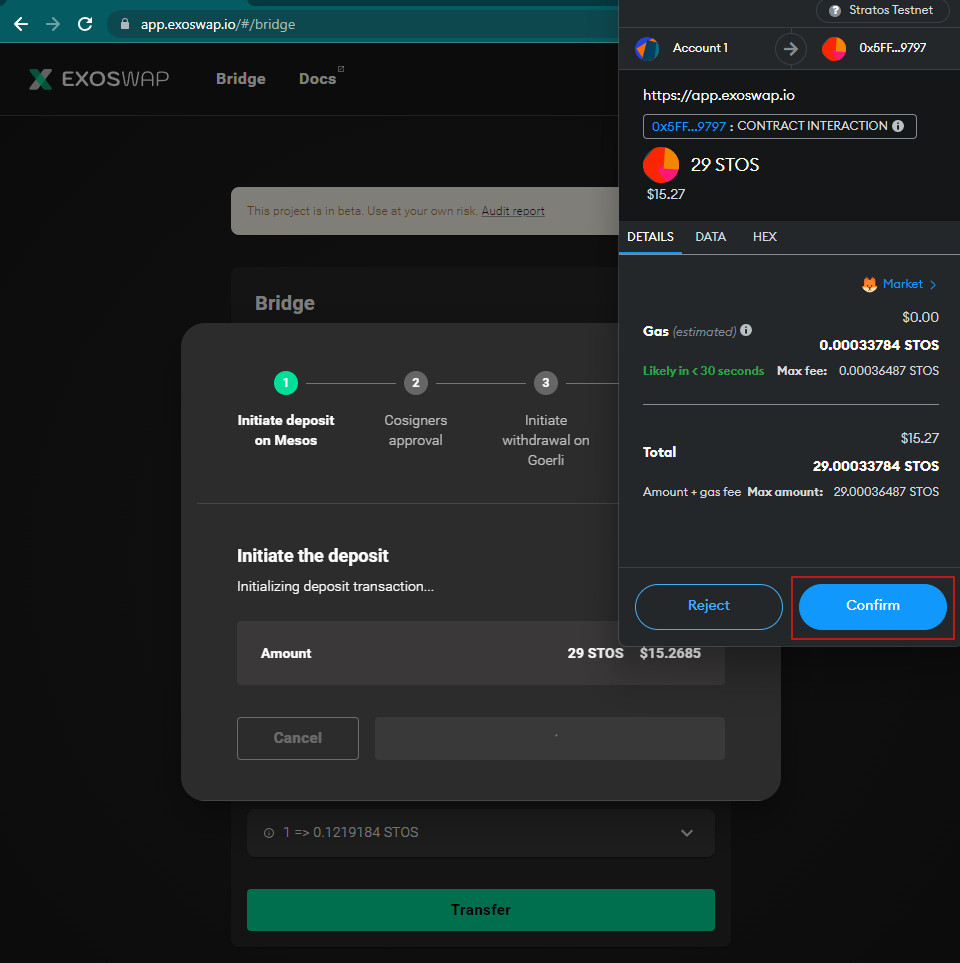 app.exoswap.io/#/bridge
EXOSWAP
Bridge
Docs
This project is in beta. Use at your own risk. Audit report
Bridge
1
2
3
Initiate deposit
on Mesos
Cosigners
approval
Initiate
withdrawal on
Goerli
Initiate the deposit
Initializing deposit transaction...
Amount 29 STOS $15.2685
Cancel
1 => 0.1219184 STOS
Transfer
Stratos Testnet
Account 1
0x5FF...9797
https://app.exoswap.io
0x5FF...9797 : CONTRACT INTERACTION
29 STOS
$15.27
DETAILS DATA HEX
Market >
$0.00
Gas (estimated)
0.00033784 STOS
Likely in < 30 seconds Max fee: 0.00036487 STOS
$15.27
Total
29.00033784 STOS
Amount + gas fee Max amount: 29.00036487 STOS
Reject
Confirm